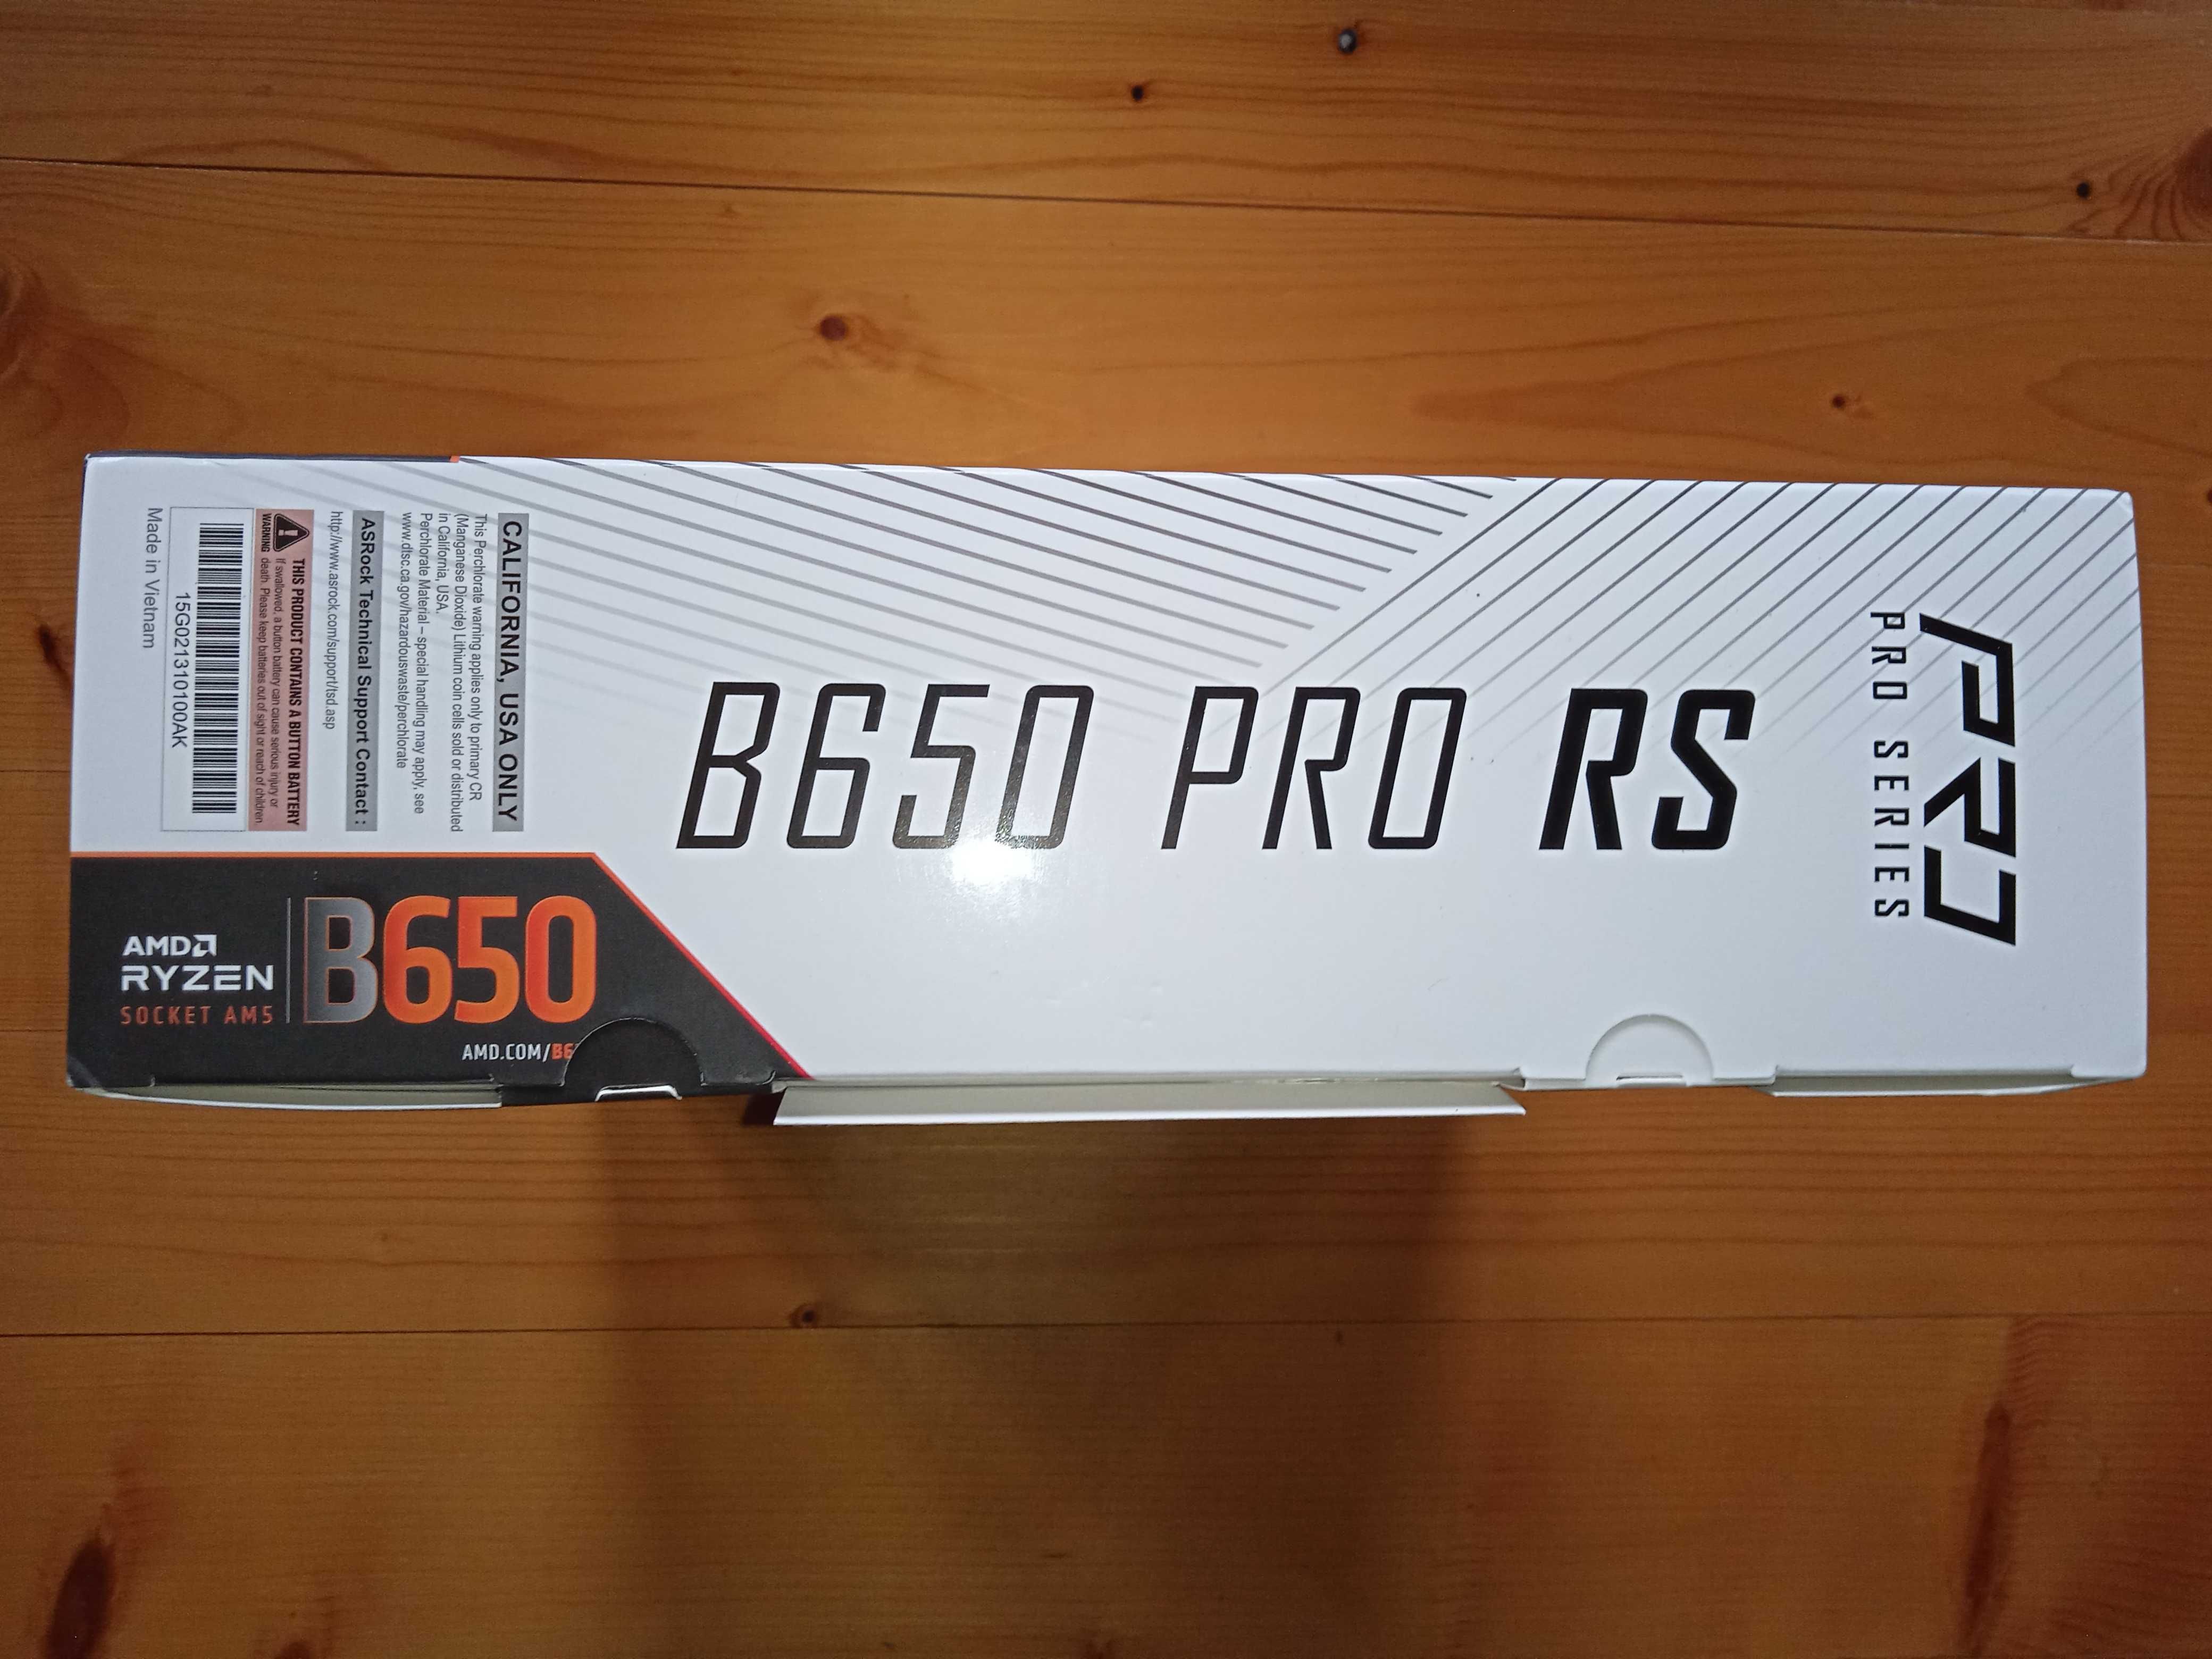 B650 PRO RS
PRO
PRO SERIES
CALIFORNIA, USA ONLY
This Perchlorate warning applies only to primary CR
(Manganese Dioxide) Lithium coin cells sold or distributed
in California, USA.
Perchlorate Material – special handling may apply, see
www.dtsc.ca.gov/hazardouswaste/perchlorate
ASRock Technical Support Contact :
http://www.asrock.com/support/tsd.asp
WARNING
THIS PRODUCT CONTAINS A BUTTON BATTERY
If swallowed, a button battery can cause serious injury or
death. Please keep batteries out of sight or reach of children.
15G021310100AK
Made in Vietnam
AMD
RYZEN
SOCKET AM5
B650
AMD.COM/B6